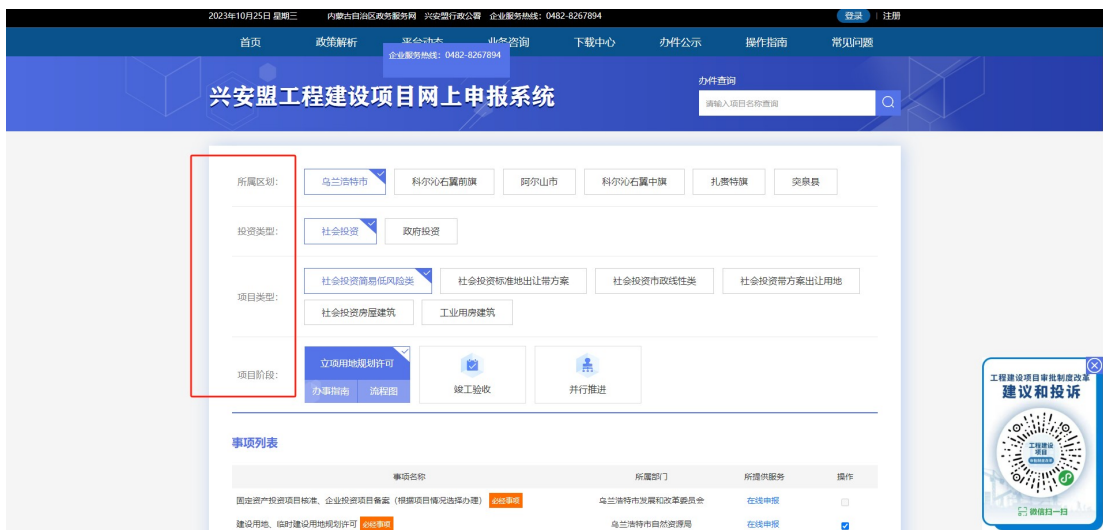 2023年10月25日 星期三 内蒙古自治区政务服务网 兴安盟行政公署 企业服务热线: 0482-8267894 登录 | 注册
首页 政策解析 平台动态 业务咨询 下载中心 办件公示 操作指南 常见问题
企业服务热线: 0482-8267894
兴安盟工程建设项目网上申报系统
办件查询
请输入项目名称查询
所属区划: 乌兰浩特市 科尔沁右翼前旗 阿尔山市 科尔沁右翼中旗 扎赉特旗 突泉县
投资类型: 社会投资 政府投资
项目类型: 社会投资简易低风险类 社会投资标准地出让带方案 社会投资市政线性类 社会投资带方案出让用地
社会投资房屋建筑 工业用房建筑
项目阶段: 立项用地规划许可 竣工验收 并行推进
办事指南 流程图
工程建设项目审批制度改革
建议和投诉
工程建设
项目
微信扫一扫
事项列表
事项名称 所属部门 所提供服务 操作
固定资产投资项目核准、企业投资项目备案（根据项目情况选择办理） 必经事项 乌兰浩特市发展和改革委员会 在线申报
建设用地、临时建设用地规划许可 必经事项 乌兰浩特市自然资源局 在线申报